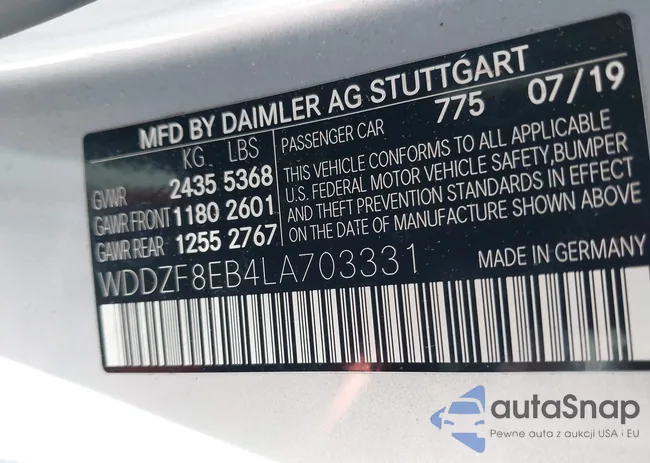 MFD BY DAIMLER AG STUTTGART
775 07/19
KG LBS
GVWR 2435 5368
GAWR FRONT 1180 2601
GAWR REAR 1255 2767
PASSENGER CAR
THIS VEHICLE CONFORMS TO ALL APPLICABLE
U.S. FEDERAL MOTOR VEHICLE SAFETY, BUMPER
AND THEFT PREVENTION STANDARDS IN EFFECT
ON THE DATE OF MANUFACTURE SHOWN ABOVE
WDDZF8EB4LA703331
MADE IN GERMANY
autaSnap
Pewne auta z aukcji USA i EU